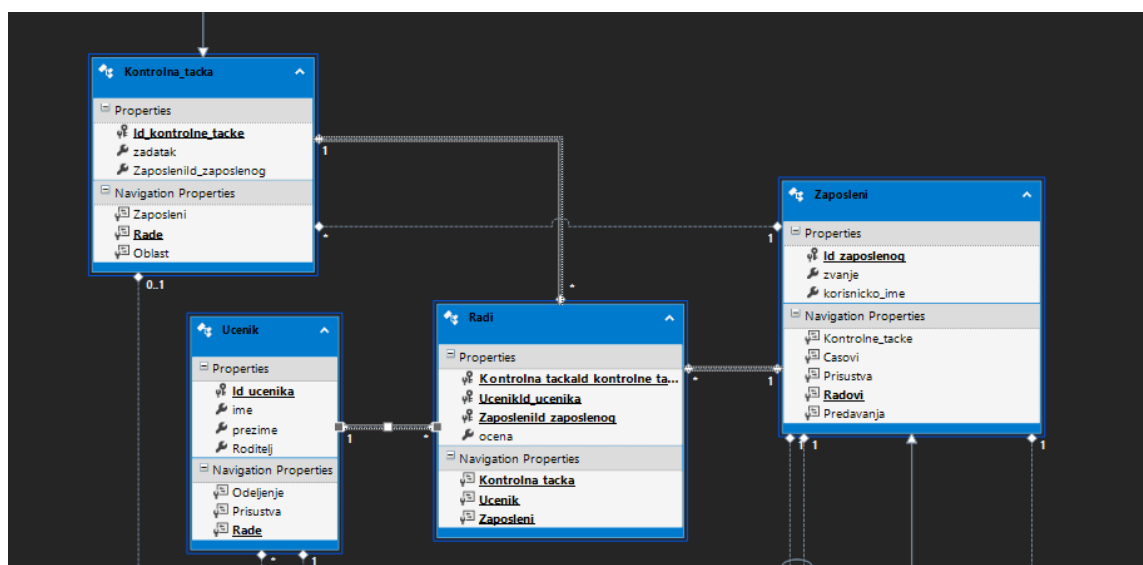 Kontrolna_tacka
Properties
Id_kontrolne_tacke
zadatak
ZaposleniId_zaposlenog
Navigation Properties
Zaposleni
Rade
Oblast
1
*
0..1
Zaposleni
Properties
Id_zaposlenog
zvanje
korisnicko_ime
Navigation Properties
Kontrolne_tacke
Casovi
Prisustva
Radovi
Predavanja
1
1
1
1
1
Ucenik
Properties
Id_ucenika
ime
prezime
Roditelj
Navigation Properties
Odeljenje
Prisustva
Rade
1
*
1
Radi
Properties
Kontrolna_tackaId_kontrolne_ta...
UcenikId_ucenika
ZaposleniId_zaposlenog
ocena
Navigation Properties
Kontrolna_tacka
Ucenik
Zaposleni
*
*
*